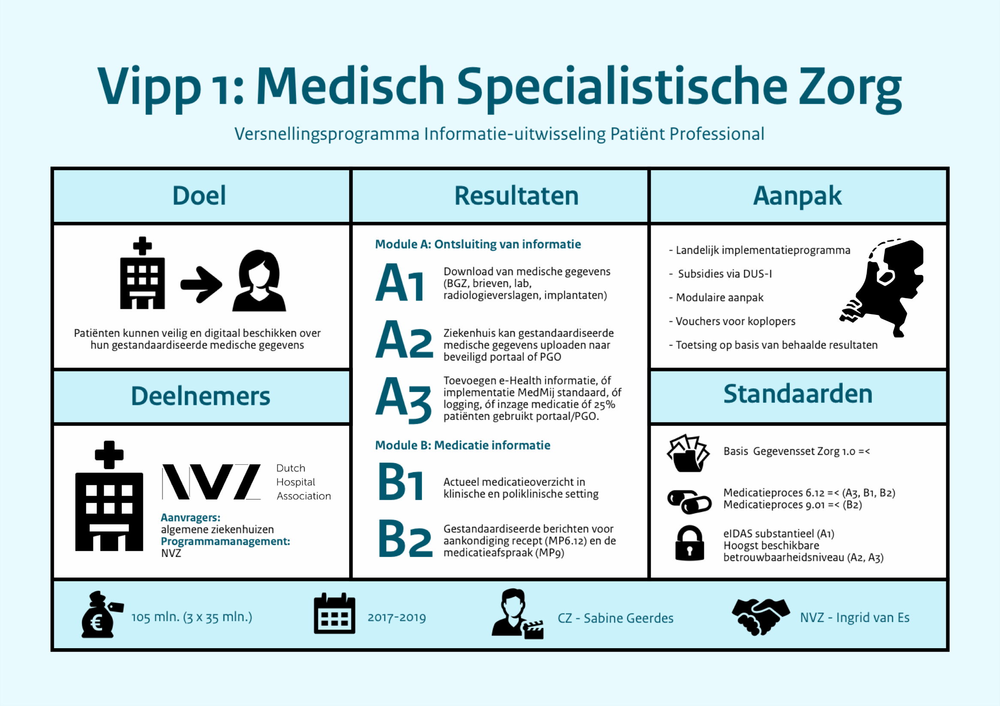 Vipp 1: Medisch Specialistische Zorg
Versnellingsprogramma Informatie-uitwisseling Patiënt Professional
Doel
Patiënten kunnen veilig en digitaal beschikken over
hun gestandaardiseerde medische gegevens
Deelnemers
NVZ
Dutch
Hospital
Association
Aanvragers:
algemene ziekenhuizen
Programmamanagement:
NVZ
Resultaten
Module A: Ontsluiting van informatie
A1
Download van medische gegevens
(BGZ, brieven, lab,
radiologieverslagen, implantaten)
A2
Ziekenhuis kan gestandaardiseerde
medische gegevens uploaden naar
beveiligd portaal of PGO
A3
Toevoegen e-Health informatie, óf
implementatie MedMij standaard, óf
logging, óf inzage medicatie óf 25%
patiënten gebruikt portaal/PGO.
Module B: Medicatie informatie
B1
Actueel medicatieoverzicht in
klinische en poliklinische setting
B2
Gestandaardiseerde berichten voor
aankondiging recept (MP6.12) en de
medicatieafspraak (MP9)
Aanpak
- Landelijk implementatieprogramma
- Subsidies via DUS-I
- Modulaire aanpak
- Vouchers voor koplopers
- Toetsing op basis van behaalde resultaten
Standaarden
Basis Gegevensset Zorg 1.0 =<
Medicatieproces 6.12 =< (A3, B1, B2)
Medicatieproces 9.01 =< (B2)
eIDAS substantieel (A1)
Hoogst beschikbare
betrouwbaarheidsniveau (A2, A3)
€
105 mln. (3 x 35 mln.)
2017-2019
CZ - Sabine Geerdes
NVZ - Ingrid van Es